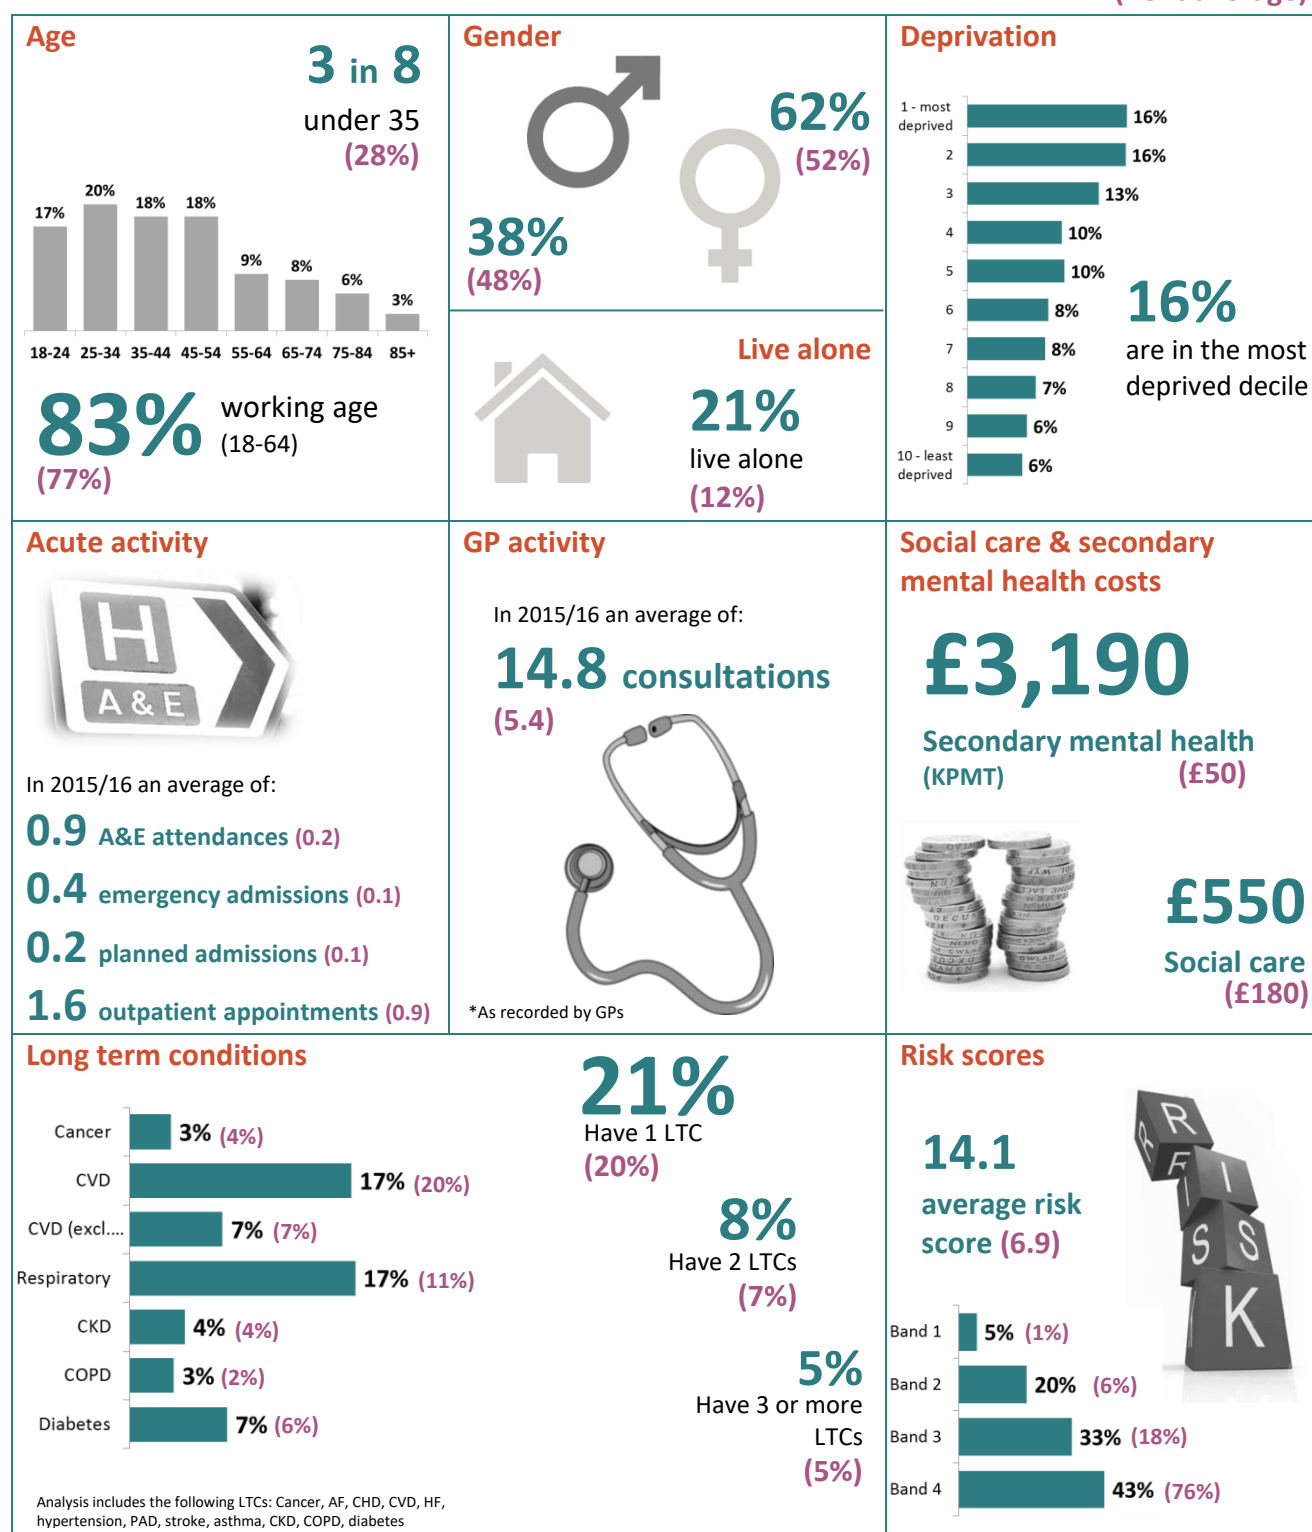 Age
3 in 8
under 35
(28%)
17%
20%
18%
18%
9%
8%
6%
3%
18-24 25-34 35-44 45-54 55-64 65-74 75-84 85+
83% working age
(18-64)
(77%)
Gender
62%
(52%)
38%
(48%)
Live alone
21%
live alone
(12%)
Deprivation
1 - most
deprived
16%
2 16%
3 13%
4 10%
5 10%
6 8%
7 8%
8 7%
9 6%
10 - least
deprived
6%
16%
are in the most
deprived decile
Acute activity
H
A & E
In 2015/16 an average of:
0.9 A&E attendances (0.2)
0.4 emergency admissions (0.1)
0.2 planned admissions (0.1)
1.6 outpatient appointments (0.9)
GP activity
In 2015/16 an average of:
14.8 consultations
(5.4)
*As recorded by GPs
Social care & secondary
mental health costs
£3,190
Secondary mental health
(KPMT) (£50)
£550
Social care
(£180)
Long term conditions
Cancer 3% (4%)
CVD 17% (20%)
CVD (excl.... 7% (7%)
Respiratory 17% (11%)
CKD 4% (4%)
COPD 3% (2%)
Diabetes 7% (6%)
21%
Have 1 LTC
(20%)
8%
Have 2 LTCs
(7%)
5%
Have 3 or more
LTCs
(5%)
Analysis includes the following LTCs: Cancer, AF, CHD, CVD, HF,
hypertension, PAD, stroke, asthma, CKD, COPD, diabetes
Risk scores
R
I
S
K
14.1
average risk
score (6.9)
Band 1 5% (1%)
Band 2 20% (6%)
Band 3 33% (18%)
Band 4 43% (76%)